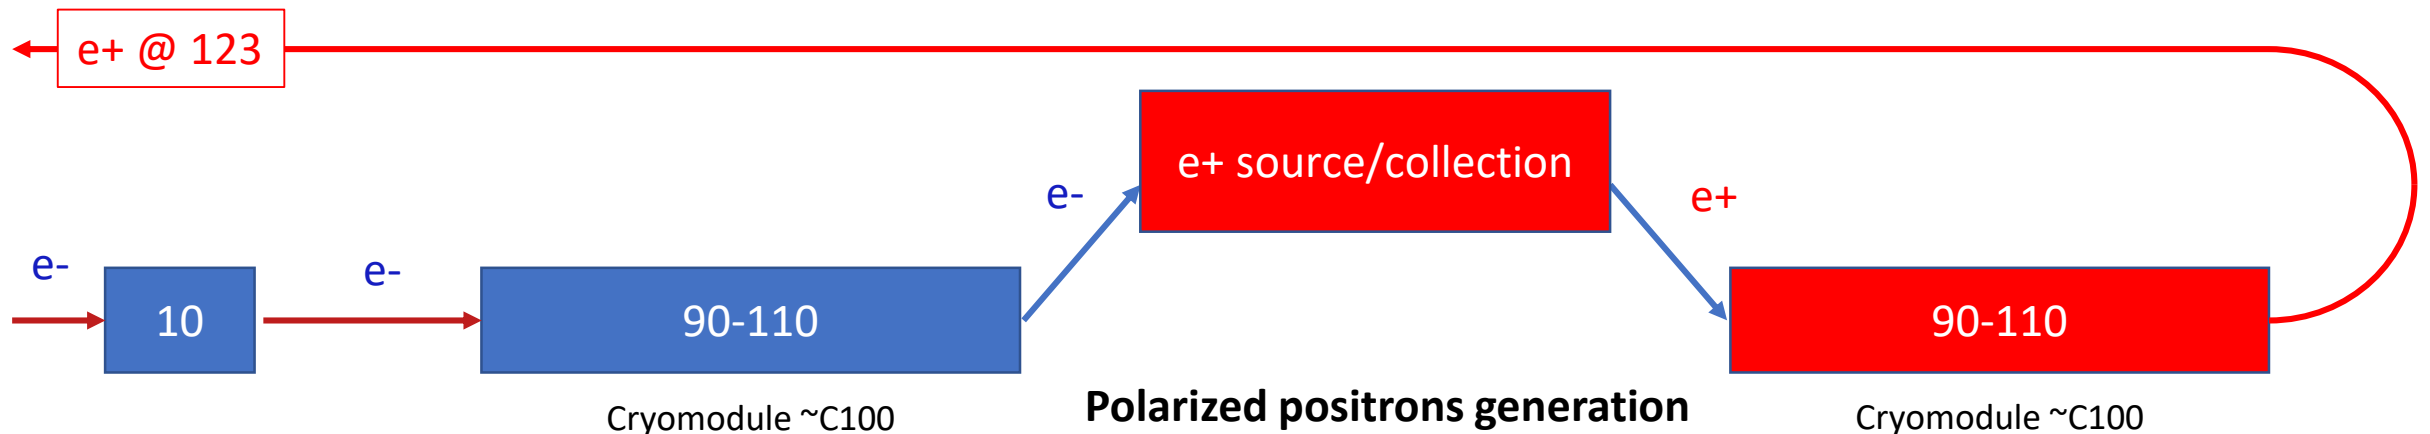 e+ @ 123
e+ source/collection
e-
e+
e-
e-
10
90-110
90-110
Cryomodule ~C100
Polarized positrons generation
Cryomodule ~C100